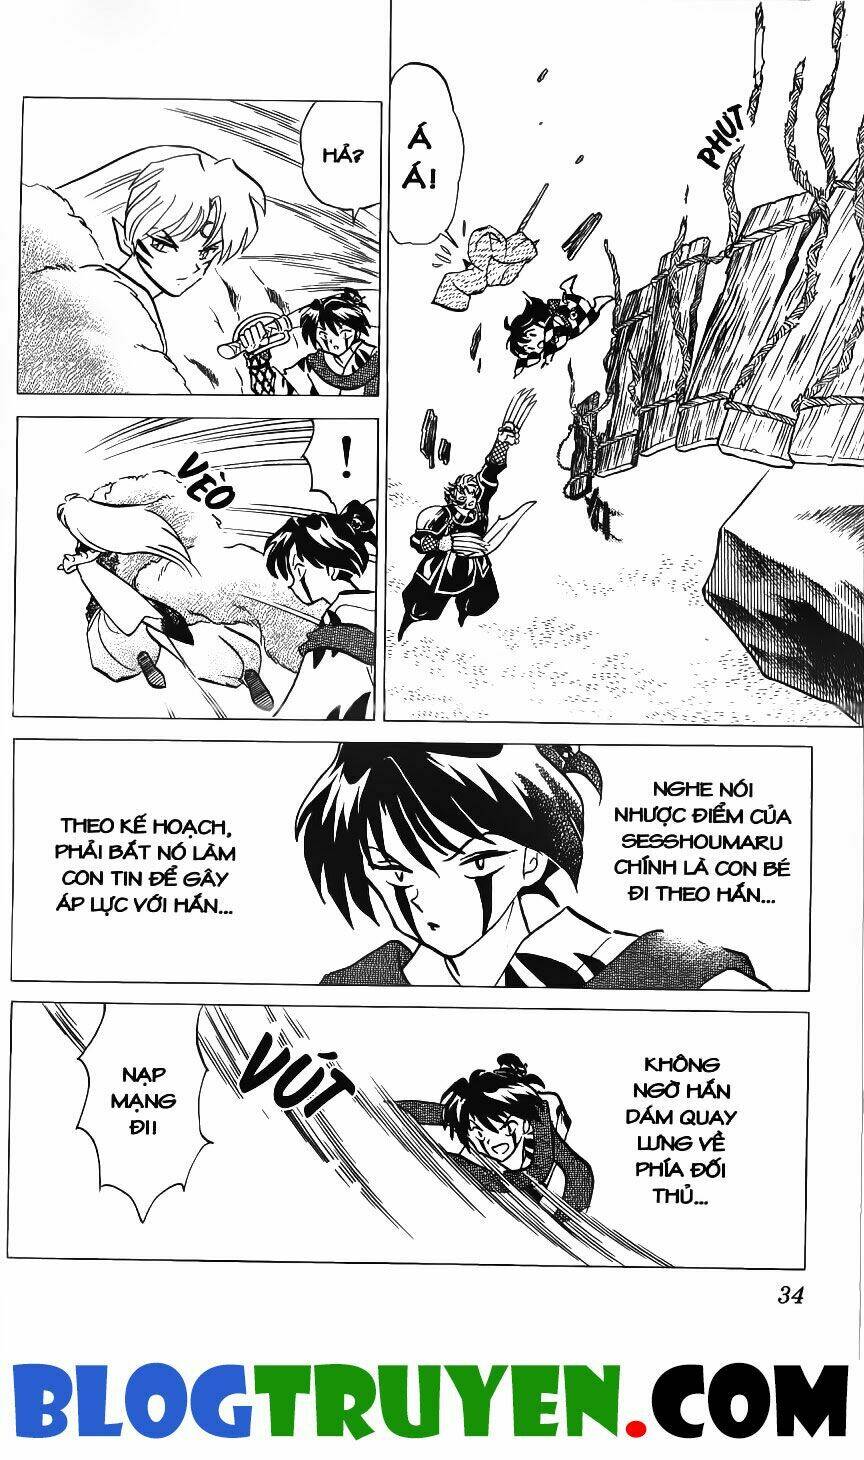 Á
Á!
PHỰT
HẢ?
VÈO
!
NGHE NÓI
NHƯỢC ĐIỂM CỦA
SESSHOUMARU
CHÍNH LÀ CON BÉ
ĐI THEO HẮN...
THEO KẾ HOẠCH,
PHẢI BẮT NÓ LÀM
CON TIN ĐỂ GÂY
ÁP LỰC VỚI HẮN...
KHÔNG
NGỜ HẮN
DÁM QUAY
LƯNG VỀ
PHÍA ĐỐI
THỦ...
VÚT
NẠP
MẠNG
ĐI!
34
BLOGTRUYEN.COM